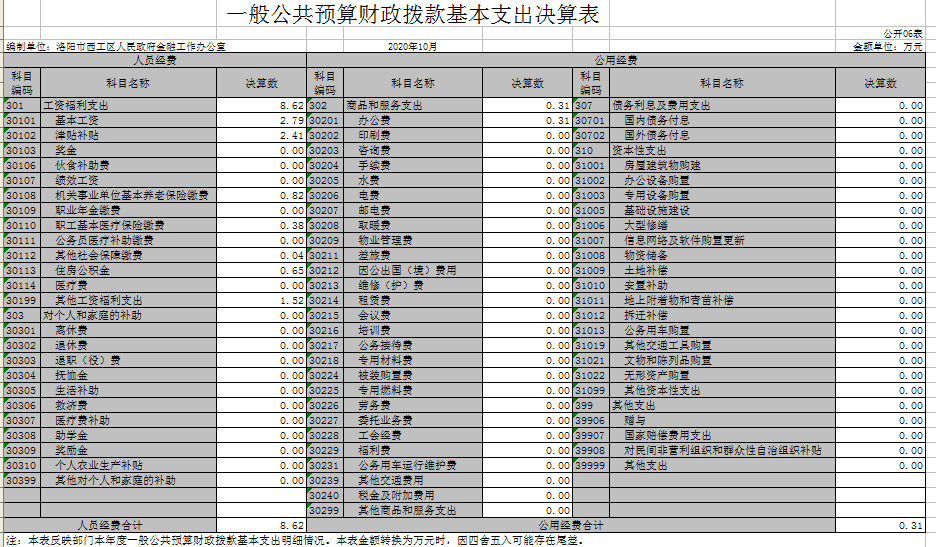 一般公共预算财政拨款基本支出决算表
公开06表
编制单位：洛阳市西工区人民政府金融工作办公室 2020年10月 金额单位：万元
人员经费 公用经费
科目编码 科目名称 决算数 科目编码 科目名称 决算数 科目编码 科目名称 决算数
301 工资福利支出 8.62 302 商品和服务支出 0.31 307 债务利息及费用支出 0.00
30101 基本工资 2.79 30201 办公费 0.31 30701 国内债务付息 0.00
30102 津贴补贴 2.41 30202 印刷费 0.00 30702 国外债务付息 0.00
30103 奖金 0.00 30203 咨询费 0.00 310 资本性支出 0.00
30106 伙食补助费 0.00 30204 手续费 0.00 31001 房屋建筑物购建 0.00
30107 绩效工资 0.00 30205 水费 0.00 31002 办公设备购置 0.00
30108 机关事业单位基本养老保险缴费 0.82 30206 电费 0.00 31003 专用设备购置 0.00
30109 职业年金缴费 0.00 30207 邮电费 0.00 31005 基础设施建设 0.00
30110 职工基本医疗保险缴费 0.38 30208 取暖费 0.00 31006 大型修缮 0.00
30111 公务员医疗补助缴费 0.00 30209 物业管理费 0.00 31007 信息网络及软件购置更新 0.00
30112 其他社会保障缴费 0.04 30211 差旅费 0.00 31008 物资储备 0.00
30113 住房公积金 0.65 30212 因公出国（境）费用 0.00 31009 土地补偿 0.00
30114 医疗费 0.00 30213 维修（护）费 0.00 31010 安置补助 0.00
30199 其他工资福利支出 1.52 30214 租赁费 0.00 31011 地上附着物和青苗补偿 0.00
303 对个人和家庭的补助 0.00 30215 会议费 0.00 31012 拆迁补偿 0.00
30301 离休费 0.00 30216 培训费 0.00 31013 公务用车购置 0.00
30302 退休费 0.00 30217 公务接待费 0.00 31019 其他交通工具购置 0.00
30303 退职（役）费 0.00 30218 专用材料费 0.00 31021 文物和陈列品购置 0.00
30304 抚恤金 0.00 30224 被装购置费 0.00 31022 无形资产购置 0.00
30305 生活补助 0.00 30225 专用燃料费 0.00 31099 其他资本性支出 0.00
30306 救济费 0.00 30226 劳务费 0.00 399 其他支出 0.00
30307 医疗费补助 0.00 30227 委托业务费 0.00 39906 赠与 0.00
30308 助学金 0.00 30228 工会经费 0.00 39907 国家赔偿费用支出 0.00
30309 奖励金 0.00 30229 福利费 0.00 39908 对民间非营利组织和群众性自治组织补贴 0.00
30310 个人农业生产补贴 0.00 30231 公务用车运行维护费 0.00 39999 其他支出 0.00
30399 其他对个人和家庭的补助 0.00 30239 其他交通费用 0.00
30240 税金及附加费用 0.00
30299 其他商品和服务支出 0.00
人员经费合计 8.62 公用经费合计 0.31
注：本表反映部门本年度一般公共预算财政拨款基本支出明细情况。本表金额转换为万元时，因四舍五入可能存在尾差。